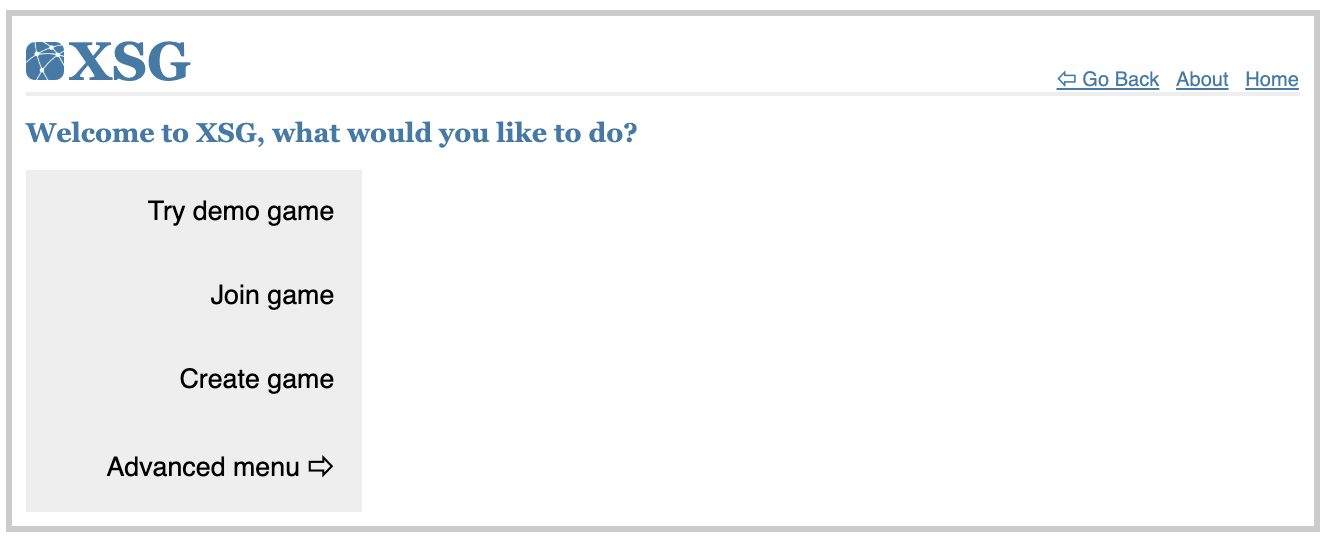 XSG
⇦ Go Back About Home
Welcome to XSG, what would you like to do?
Try demo game
Join game
Create game
Advanced menu ⇨